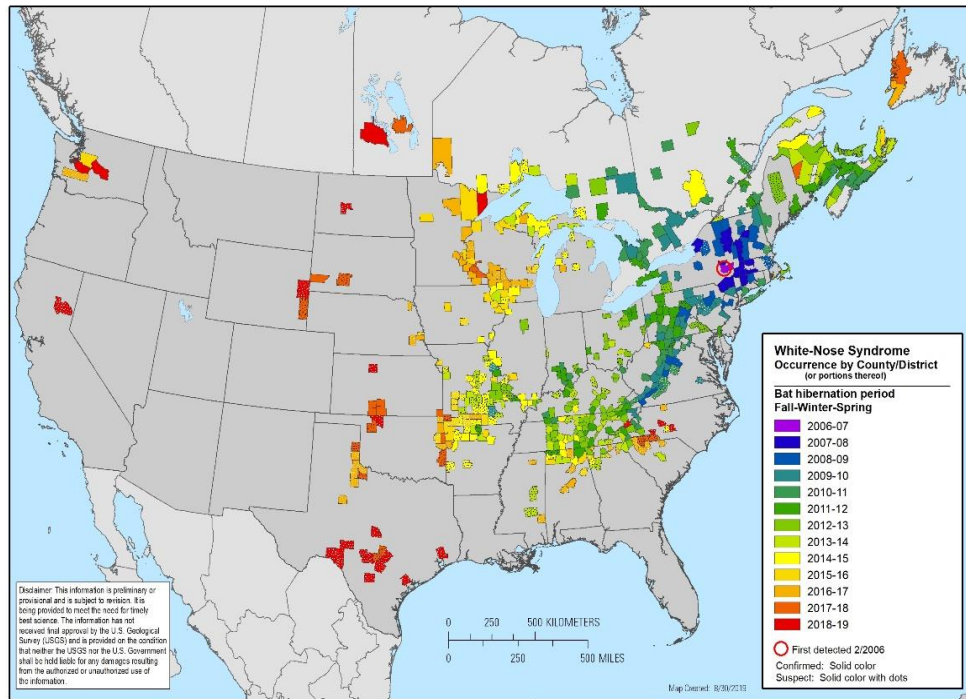 White-Nose Syndrome
Occurrence by County/District
(or portions thereof)
Bat hibernation period
Fall-Winter-Spring
2006-07
2007-08
2008-09
2009-10
2010-11
2011-12
2012-13
2013-14
2014-15
2015-16
2016-17
2017-18
2018-19
First detected 2/2006
Confirmed: Solid color
Suspect: Solid color with dots
Disclaimer: This information is preliminary or
provisional and is subject to revision. It is
being provided to meet the need for timely
best science. The information has not
received final approval by the U.S. Geological
Survey (USGS) and is provided on the condition
that neither the USGS nor the U.S. Government
shall be held liable for any damages resulting
from the authorized or unauthorized use of
the information.
0 250 500 KILOMETERS
0 250 500 MILES
Map Created: 8/30/2019